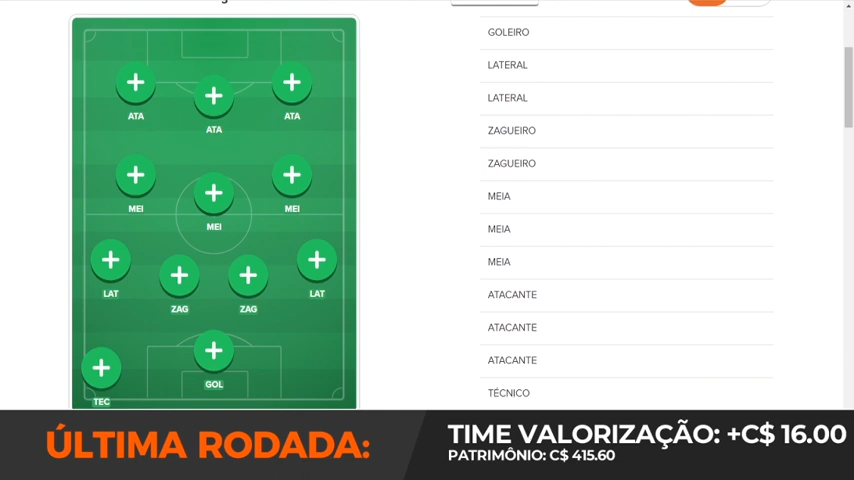 ATA
ATA
ATA
MEI
MEI
MEI
LAT
ZAG
ZAG
LAT
GOL
TEC
GOLEIRO
LATERAL
LATERAL
ZAGUEIRO
ZAGUEIRO
MEIA
MEIA
MEIA
ATACANTE
ATACANTE
ATACANTE
TÉCNICO
ÚLTIMA RODADA:
TIME VALORIZAÇÃO: +C$ 16.00
PATRIMÔNIO: C$ 415.60